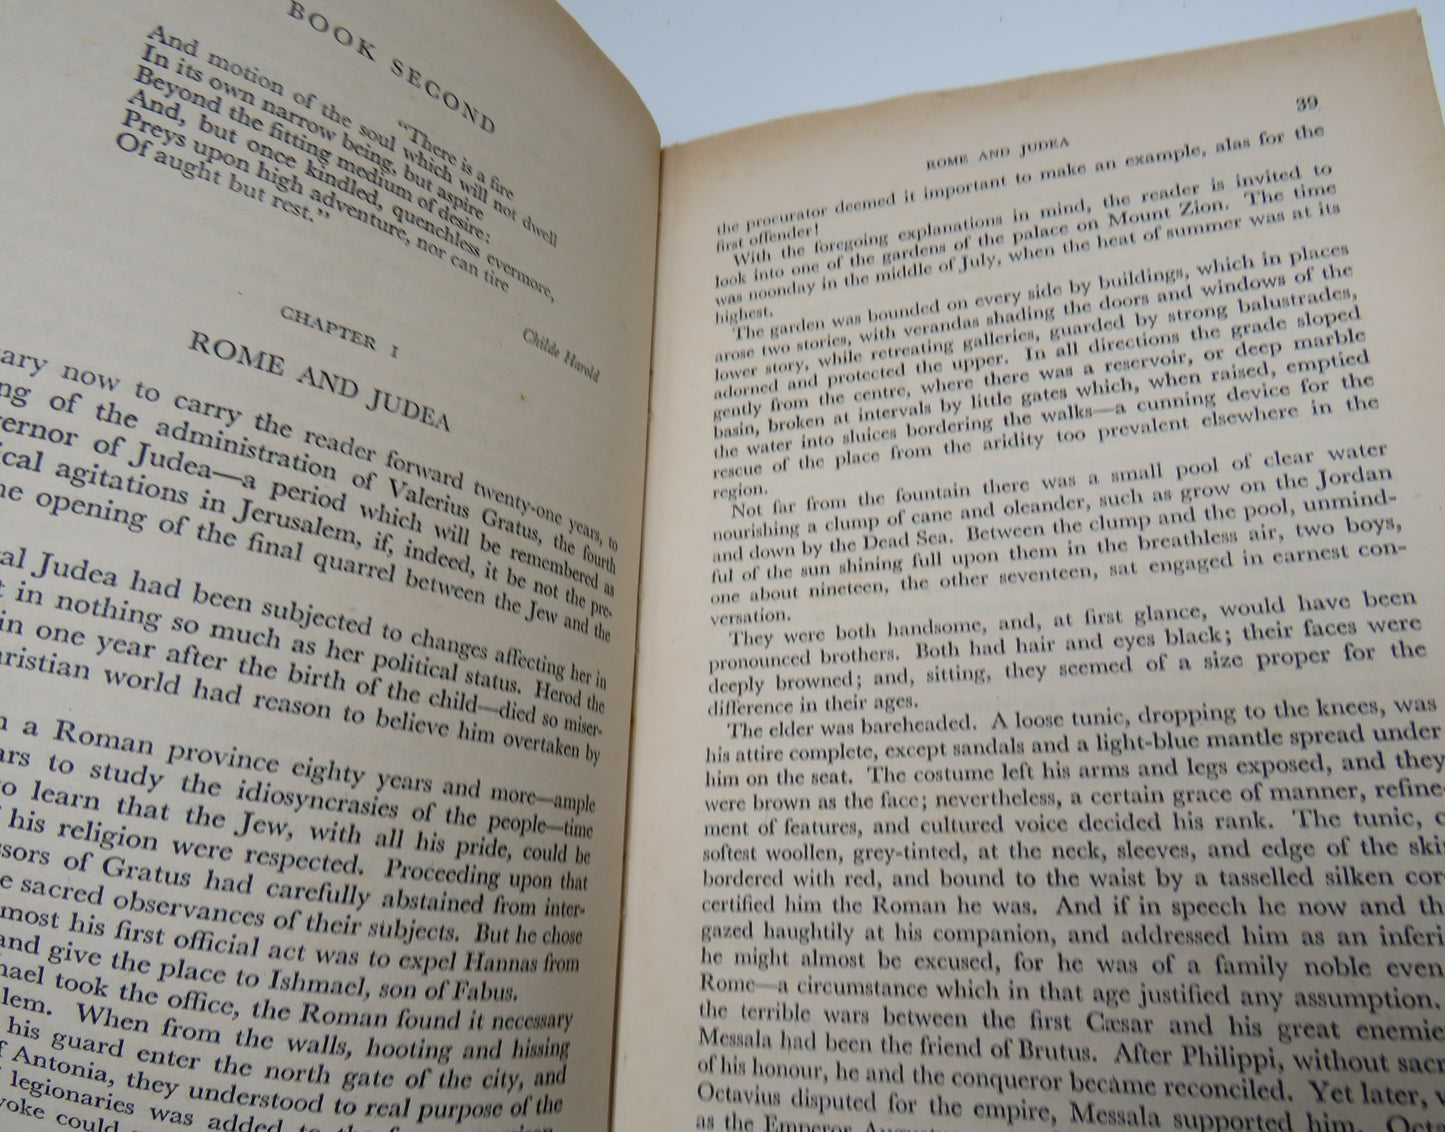 BOOK SECOND
"There is a fire
And motion of the soul which will not dwell
In its own narrow being, but aspire
Beyond the fitting medium of desire:
And, but once kindled, quenchless evermore,
Preys upon high adventure, nor can tire
Of aught but rest."
Childe Harold
CHAPTER I
ROME AND JUDEA
ary now to carry the reader forward twenty-one years, to
ng of the administration of Valerius Gratus, the fourth
ernor of Judea—a period which will be remembered as
ical agitations in Jerusalem, if, indeed, it be not the pre-
he opening of the final quarrel between the Jew and the
al Judea had been subjected to changes affecting her in
t in nothing so much as her political status. Herod the
in one year after the birth of the child—died so miser-
hristian world had reason to believe him overtaken by
n a Roman province eighty years and more—ample
ars to study the idiosyncrasies of the people—time
to learn that the Jew, with all his pride, could be
f his religion were respected. Proceeding upon that
ssors of Gratus had carefully abstained from inter-
e sacred observances of their subjects. But he chose
most his first official act was to expel Hannas from
and give the place to Ishmael, son of Fabus.
mael took the office, the Roman found it necessary
lem. When from the walls, hooting and hissing
his guard enter the north gate of the city, and
f Antonia, they understood to real purpose of the
legionaries was added to the
yoke could
39
ROME AND JUDEA
the procurator deemed it important to make an example, alas for the
first offender!
With the foregoing explanations in mind, the reader is invited to
look into one of the gardens of the palace on Mount Zion. The time
was noonday in the middle of July, when the heat of summer was at its
highest.
The garden was bounded on every side by buildings, which in places
arose two stories, with verandas shading the doors and windows of the
lower story, while retreating galleries, guarded by strong balustrades,
adorned and protected the upper. In all directions the grade sloped
gently from the centre, where there was a reservoir, or deep marble
basin, broken at intervals by little gates which, when raised, emptied
the water into sluices bordering the walks—a cunning device for the
rescue of the place from the aridity too prevalent elsewhere in the
region.
Not far from the fountain there was a small pool of clear water
nourishing a clump of cane and oleander, such as grow on the Jordan
and down by the Dead Sea. Between the clump and the pool, unmind-
ful of the sun shining full upon them in the breathless air, two boys,
one about nineteen, the other seventeen, sat engaged in earnest con-
versation.
They were both handsome, and, at first glance, would have been
pronounced brothers. Both had hair and eyes black; their faces were
deeply browned; and, sitting, they seemed of a size proper for the
difference in their ages.
The elder was bareheaded. A loose tunic, dropping to the knees, was
his attire complete, except sandals and a light-blue mantle spread under
him on the seat. The costume left his arms and legs exposed, and they
were brown as the face; nevertheless, a certain grace of manner, refine-
ment of features, and cultured voice decided his rank. The tunic, o
softest woollen, grey-tinted, at the neck, sleeves, and edge of the skir
bordered with red, and bound to the waist by a tasselled silken cor
certified him the Roman he was. And if in speech he now and th
gazed haughtily at his companion, and addressed him as an inferi
he might almost be excused, for he was of a family noble even
Rome—a circumstance which in that age justified any assumption.
the terrible wars between the first Cæsar and his great enemie
Messala had been the friend of Brutus. After Philippi, without sacr
of his honour, he and the conqueror became reconciled. Yet later,
Octavius disputed for the empire, Messala supported him. Octa
as the Emperor